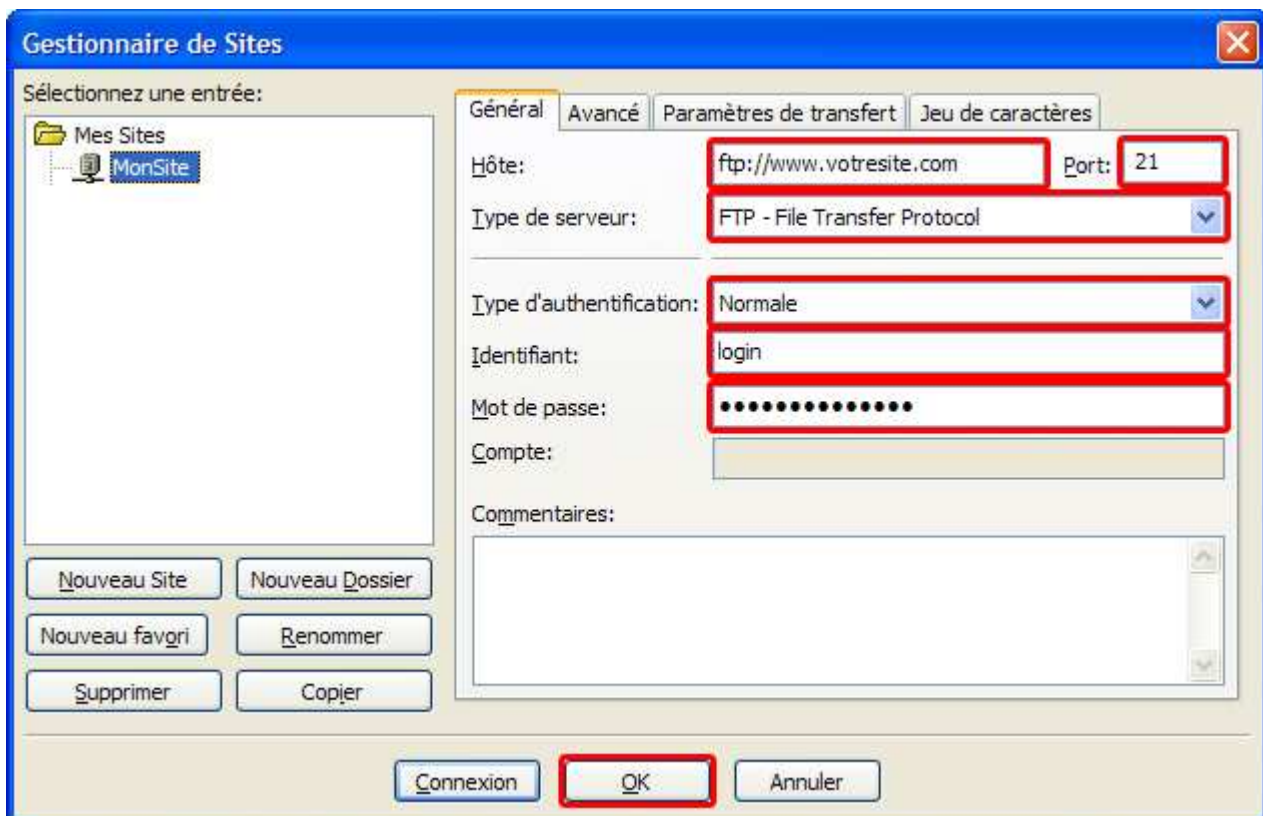 Gestionnaire de Sites
Sélectionnez une entrée:
Mes Sites
MonSite
Général Avancé Paramètres de transfert Jeu de caractères
Hôte: ftp://www.votresite.com Port: 21
Type de serveur: FTP - File Transfer Protocol
Type d'authentification: Normale
Identifiant: login
Mot de passe: ●●●●●●●●●●●●●●
Compte:
Commentaires:
Nouveau Site Nouveau Dossier
Nouveau favori Renommer
Supprimer Copier
Connexion OK Annuler